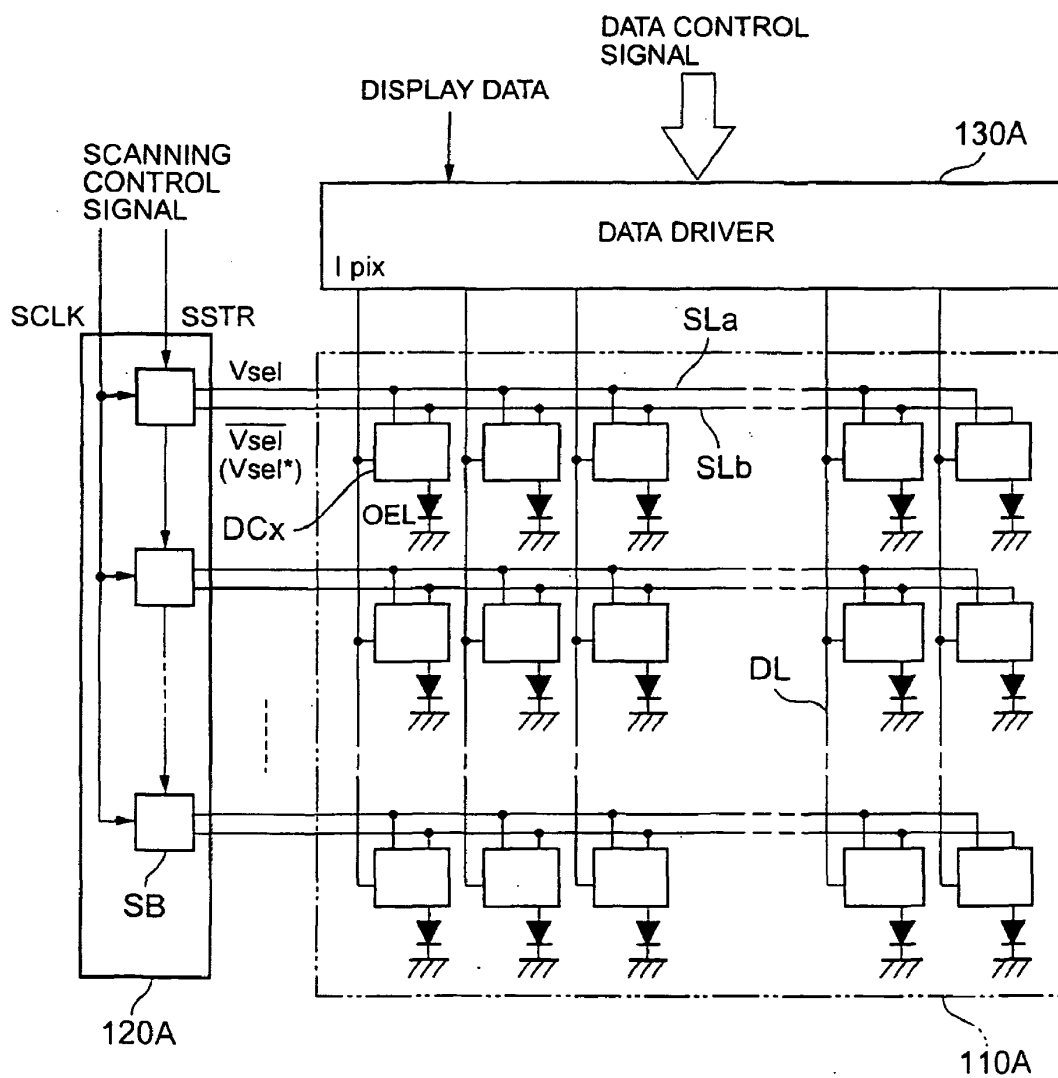 DATA CONTROL
SIGNAL
DISPLAY DATA
130A
SCANNING
CONTROL
SIGNAL
DATA DRIVER
I pix
SCLK
SSTR
SLa
Vsel
V̅s̅e̅l̅
(Vsel*)
SLb
DCx
OEL
DL
SB
120A
110A